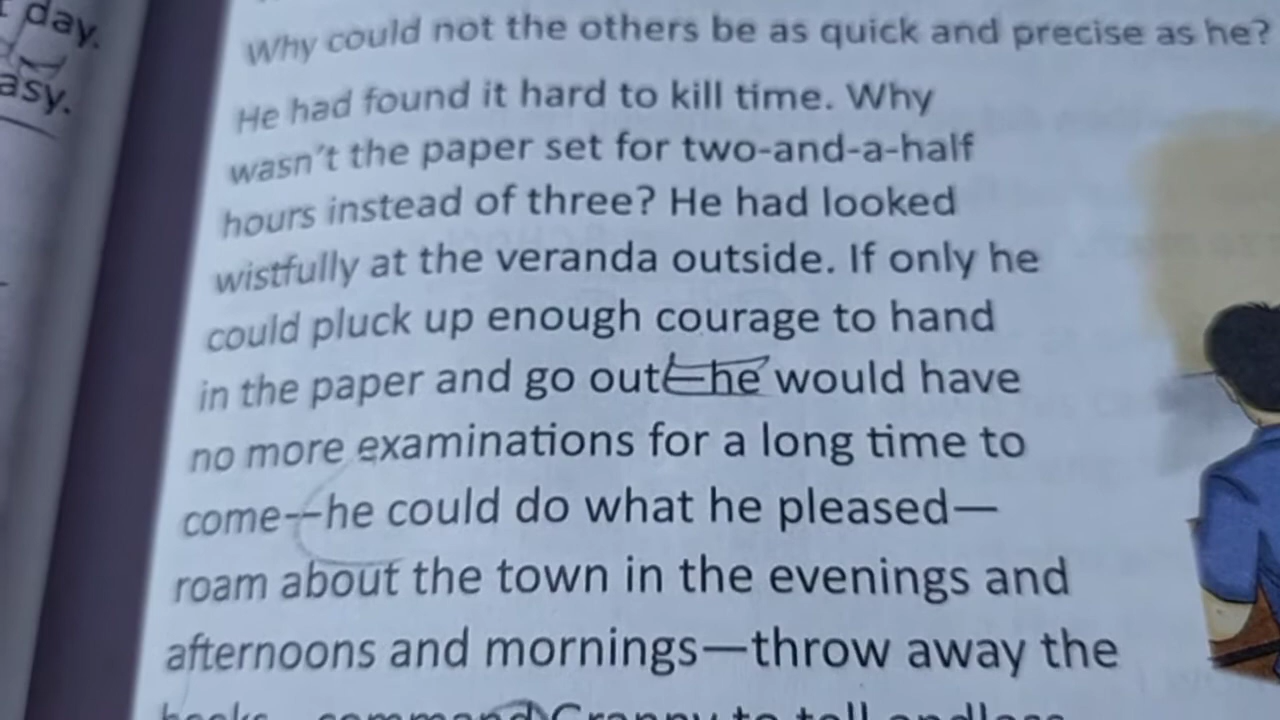 day.
asy.
Why could not the others be as quick and precise as he?
He had found it hard to kill time. Why
wasn't the paper set for two-and-a-half
hours instead of three? He had looked
wistfully at the veranda outside. If only he
could pluck up enough courage to hand
in the paper and go out—he would have
no more examinations for a long time to
come—he could do what he pleased—
roam about the town in the evenings and
afternoons and mornings—throw away the
books, command Granny to tell endless